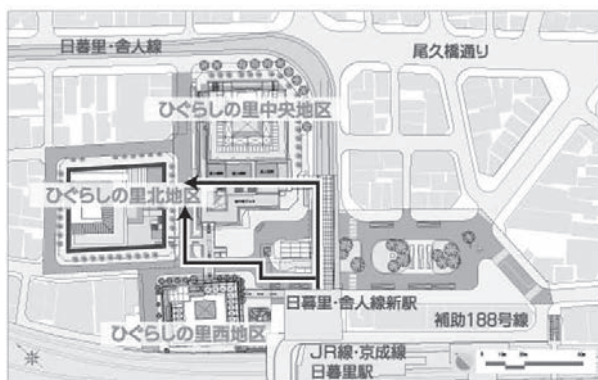 日暮里・舎人線
尾久橋通り
ひぐらしの里中央地区
ひぐらしの里北地区
日暮里・舎人線新駅
ひぐらしの里西地区
補助188号線
JR線・京成線
日暮里駅